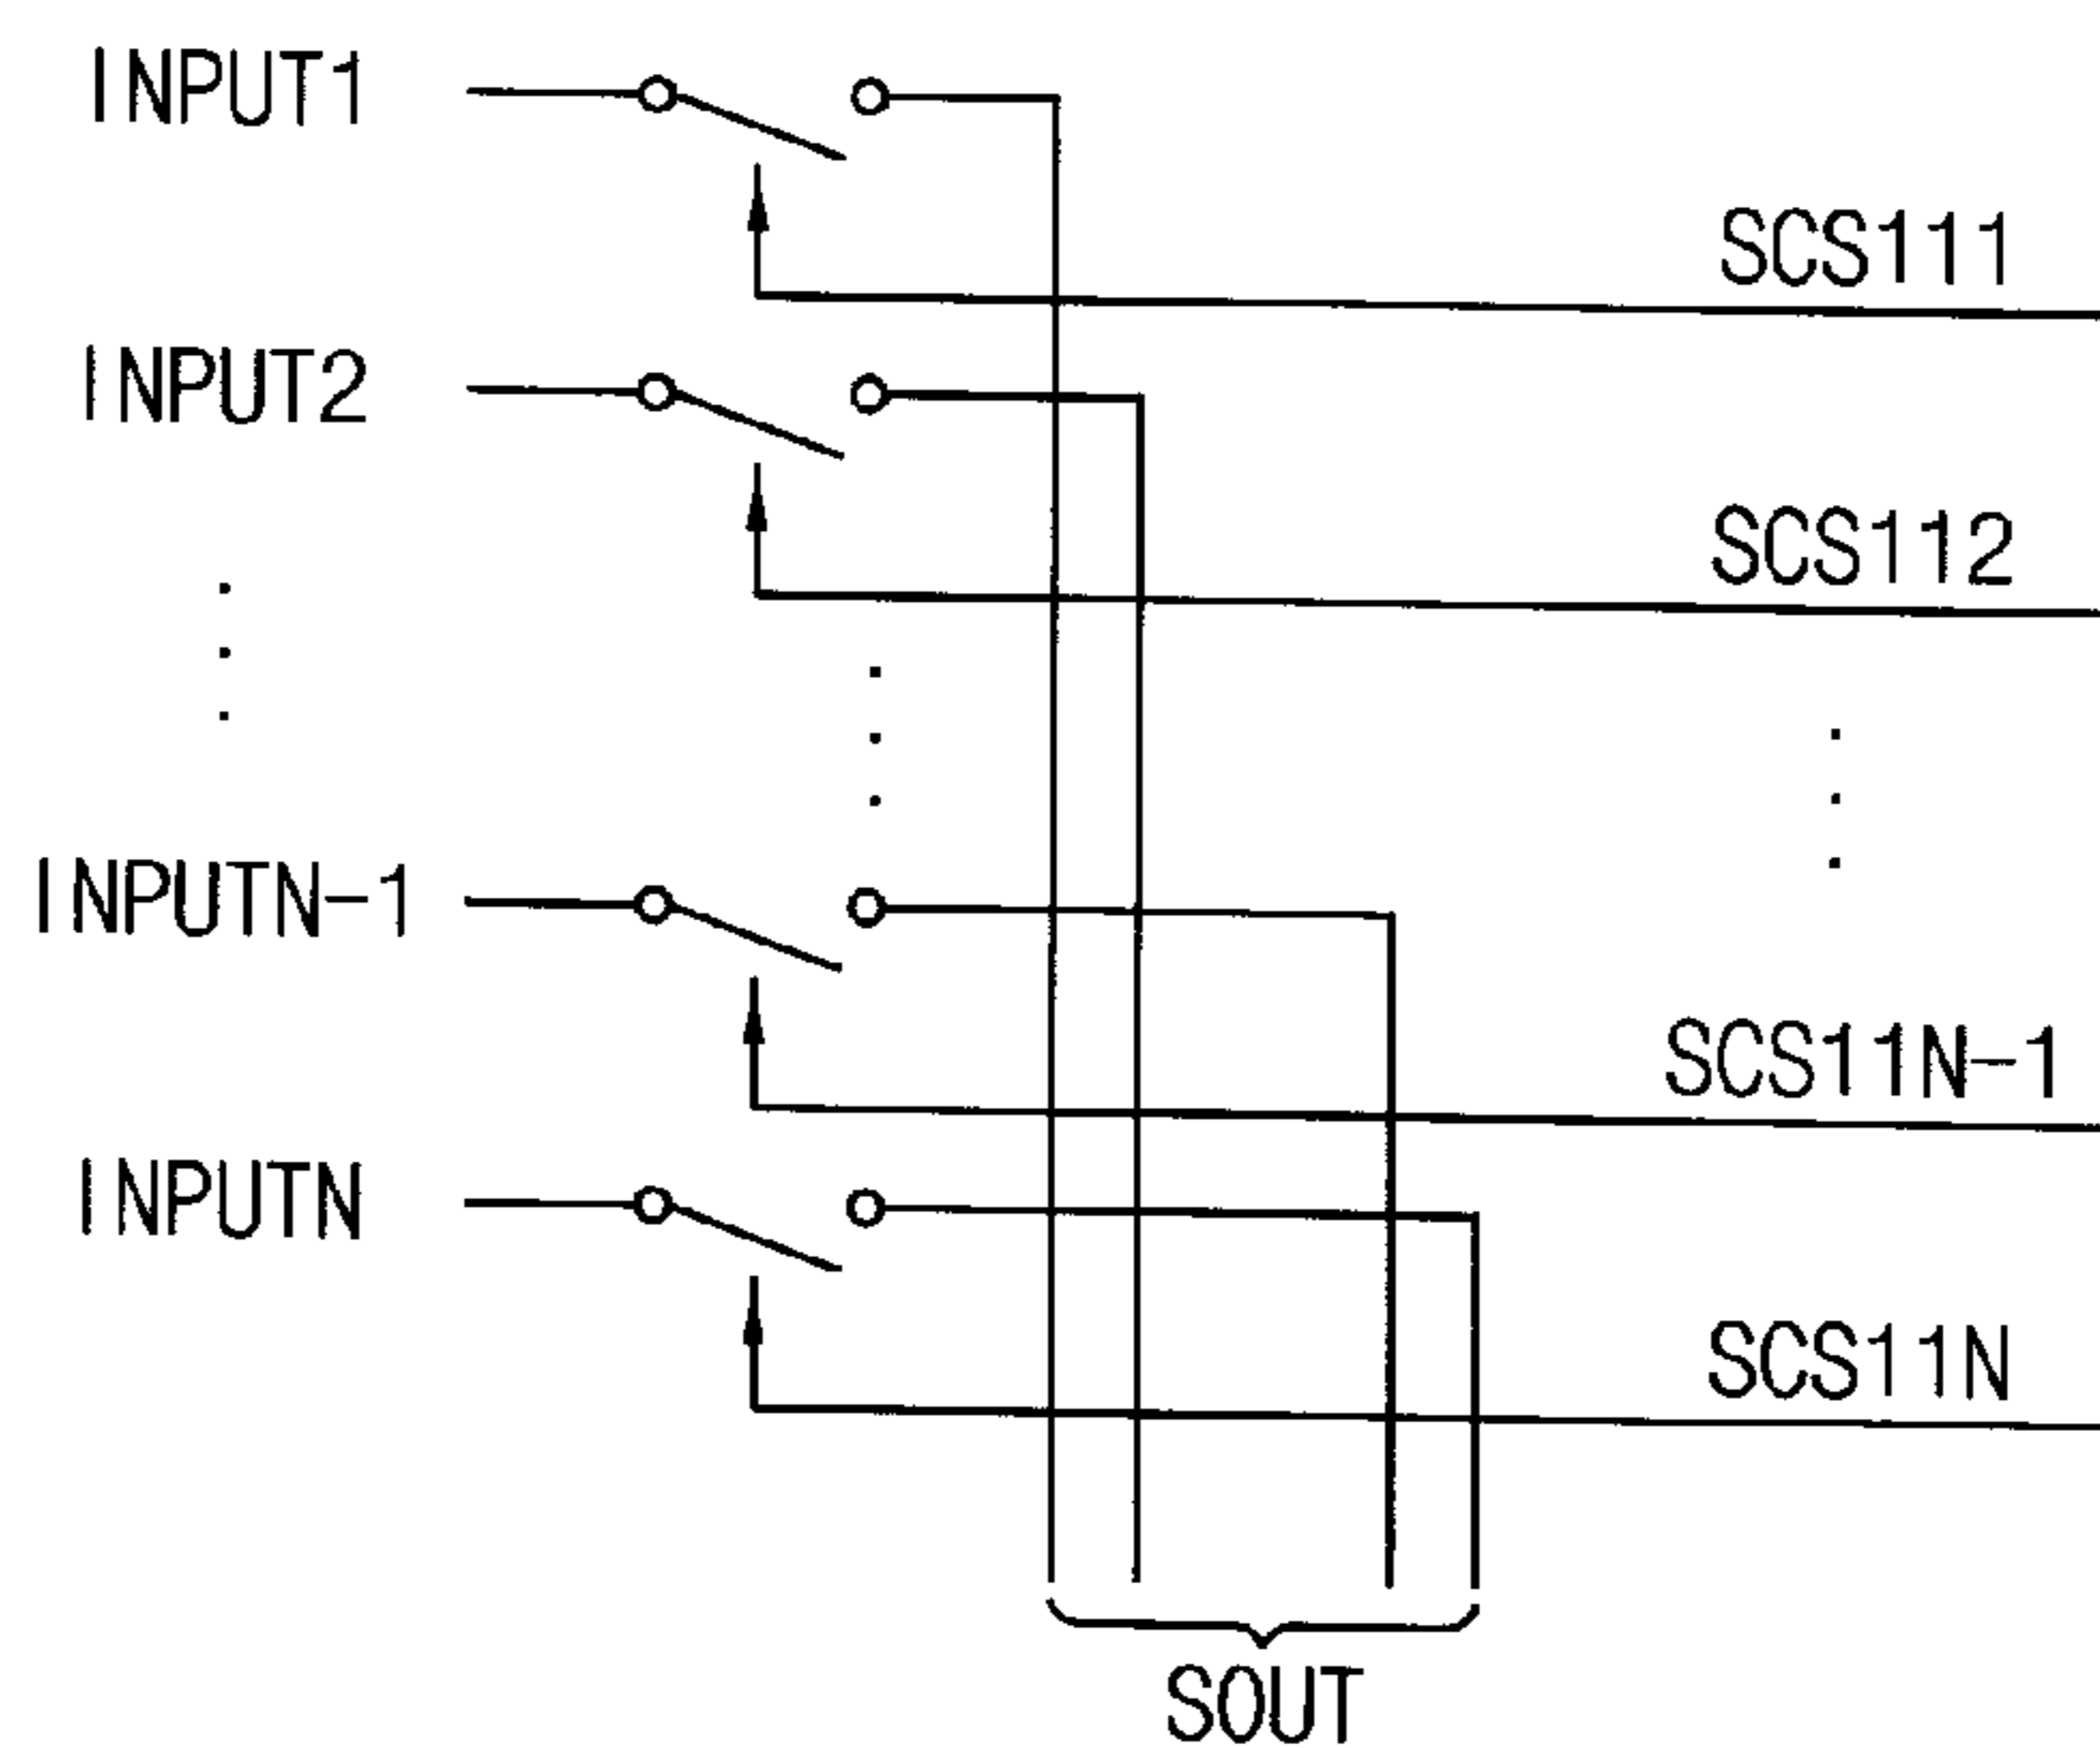 INPUT1
SCS111
INPUT2
SCS112
INPUTN-1
SCS11N-1
INPUTN
SCS11N
SOUT